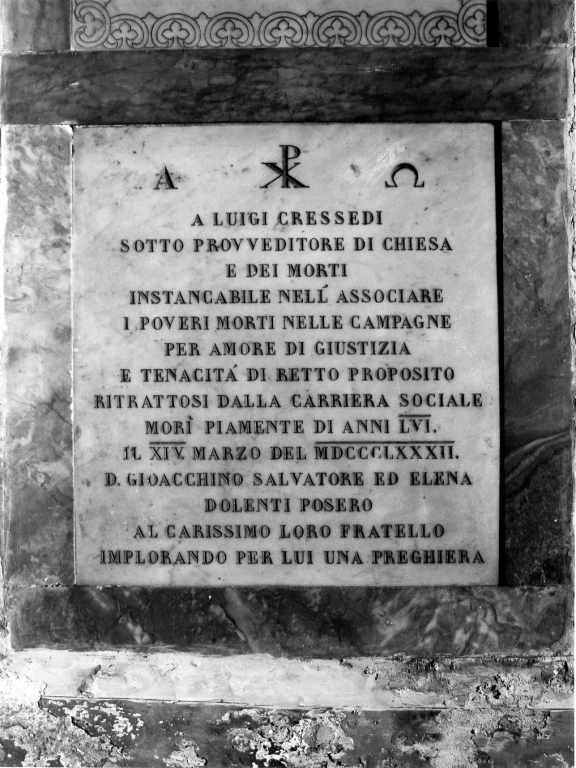 Α ☧ Ω
A LUIGI CRESSEDI
SOTTO PROVVEDITORE DI CHIESA
E DEI MORTI
INSTANCABILE NELL' ASSOCIARE
I POVERI MORTI NELLE CAMPAGNE
PER AMORE DI GIUSTIZIA
E TENACITÁ DI RETTO PROPOSITO
RITRATTOSI DALLA CARRIERA SOCIALE
MORÌ PIAMENTE DI ANNI LVI.
IL XIV. MARZO DEL MDCCCLXXXII.
D. GIOACCHINO SALVATORE ED ELENA
DOLENTI POSERO
AL CARISSIMO LORO FRATELLO
IMPLORANDO PER LUI UNA PREGHIERA